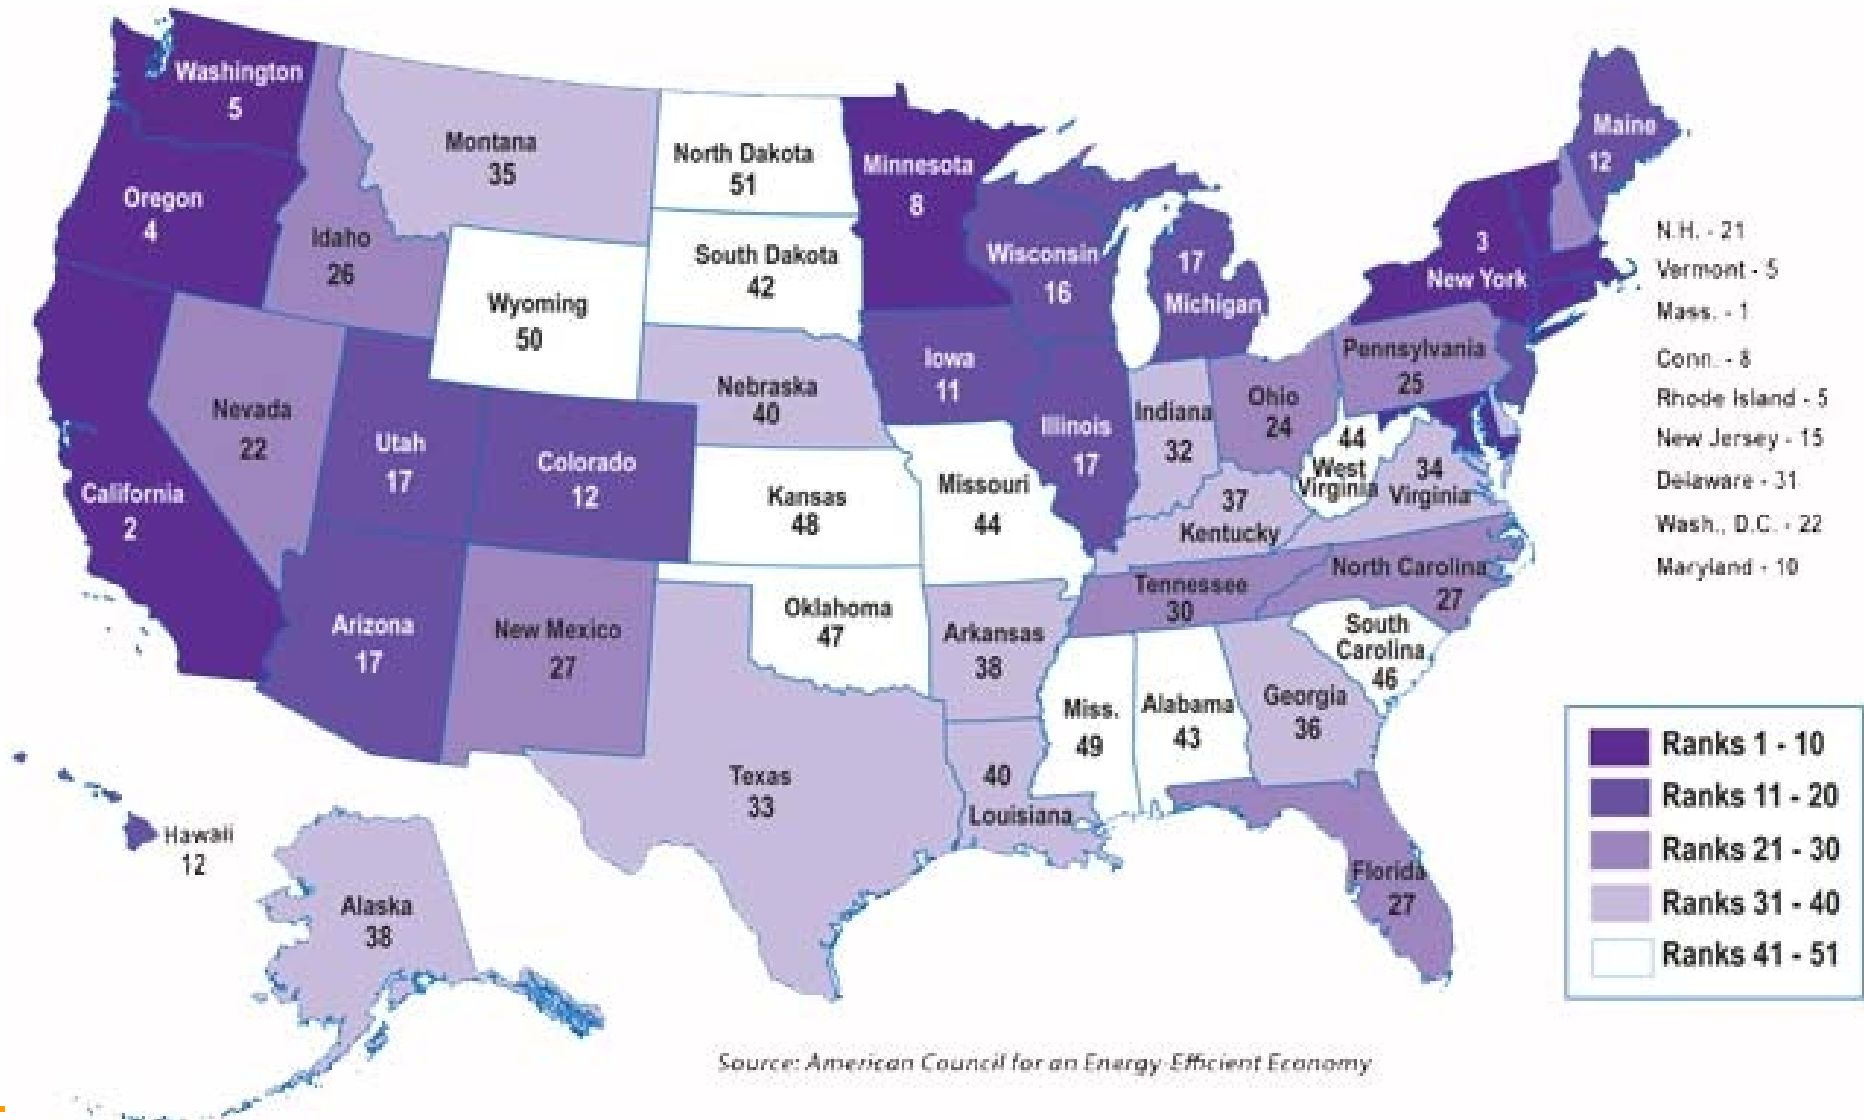 Washington
5
Oregon
4
California
2
Idaho
26
Nevada
22
Montana
35
Wyoming
50
Utah
17
Colorado
12
Arizona
17
New Mexico
27
North Dakota
51
South Dakota
42
Nebraska
40
Kansas
48
Oklahoma
47
Texas
33
Minnesota
8
Iowa
11
Missouri
44
Arkansas
38
40
Louisiana
Wisconsin
16
Illinois
17
17
Michigan
Indiana
32
Ohio
24
37
Kentucky
Tennessee
30
Miss.
49
Alabama
43
Georgia
36
Florida
27
South
Carolina
46
North Carolina
27
44
West
Virginia
34
Virginia
Pennsylvania
25
3
New York
Maine
12
Hawaii
12
Alaska
38
N.H. - 21
Vermont - 5
Mass. - 1
Conn. - 8
Rhode Island - 5
New Jersey - 15
Delaware - 31
Wash., D.C. - 22
Maryland - 10
Ranks 1 - 10
Ranks 11 - 20
Ranks 21 - 30
Ranks 31 - 40
Ranks 41 - 51
Source: American Council for an Energy-Efficient Economy